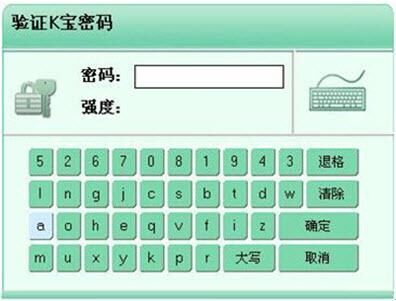 验证K宝密码
密码：
强度：
5 2 6 7 0 8 1 9 4 3 退格
l n g j c s b t d w 清除
a o h e q v f i z 确定
m u x y k p r 大写 取消